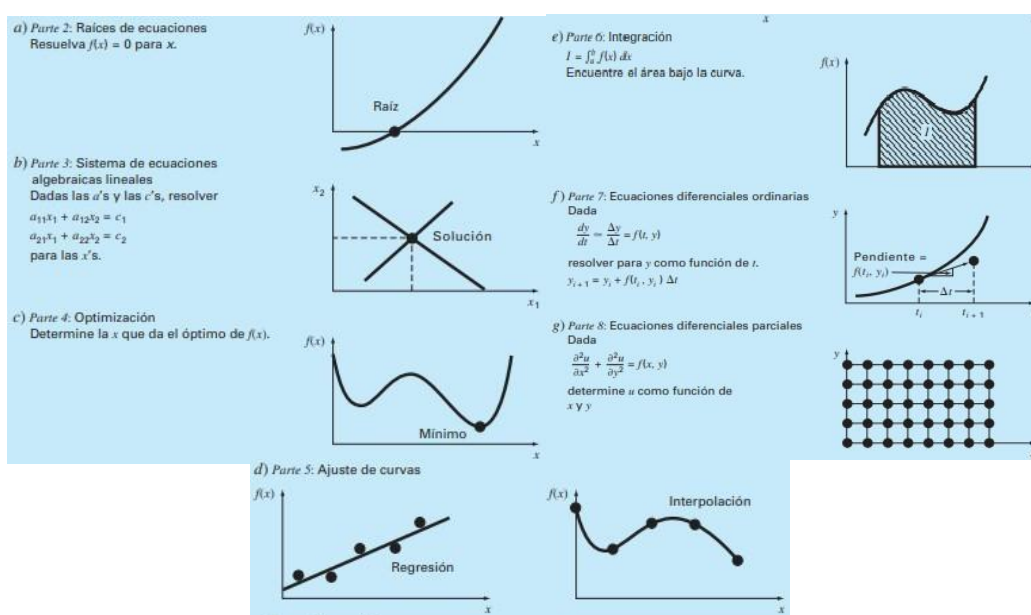 a) Parte 2: Raíces de ecuaciones
Resuelva f(x) = 0 para x.
f(x)
Raíz
x
b) Parte 3: Sistema de ecuaciones
algebraicas lineales
Dadas las a's y las c's, resolver
a₁₁x₁ + a₁₂x₂ = c₁
a₂₁x₁ + a₂₂x₂ = c₂
para las x's.
x₂
Solución
x₁
c) Parte 4: Optimización
Determine la x que da el óptimo de f(x).
f(x)
Mínimo
x
x
e) Parte 6: Integración
I = ∫ₐᵇ f(x) dx
Encuentre el área bajo la curva.
f(x)
I
f) Parte 7: Ecuaciones diferenciales ordinarias
Dada
dy/dt ≃ Δy/Δt = f(t, y)
resolver para y como función de t.
yᵢ₊₁ = yᵢ + f(tᵢ, yᵢ) Δt
y
Pendiente =
f(tᵢ, yᵢ)
Δt
tᵢ tᵢ₊₁
g) Parte 8: Ecuaciones diferenciales parciales
Dada
∂²u/∂x² + ∂²u/∂y² = f(x, y)
determine u como función de
x y y
y
d) Parte 5: Ajuste de curvas
f(x)
Regresión
x
f(x)
Interpolación
x